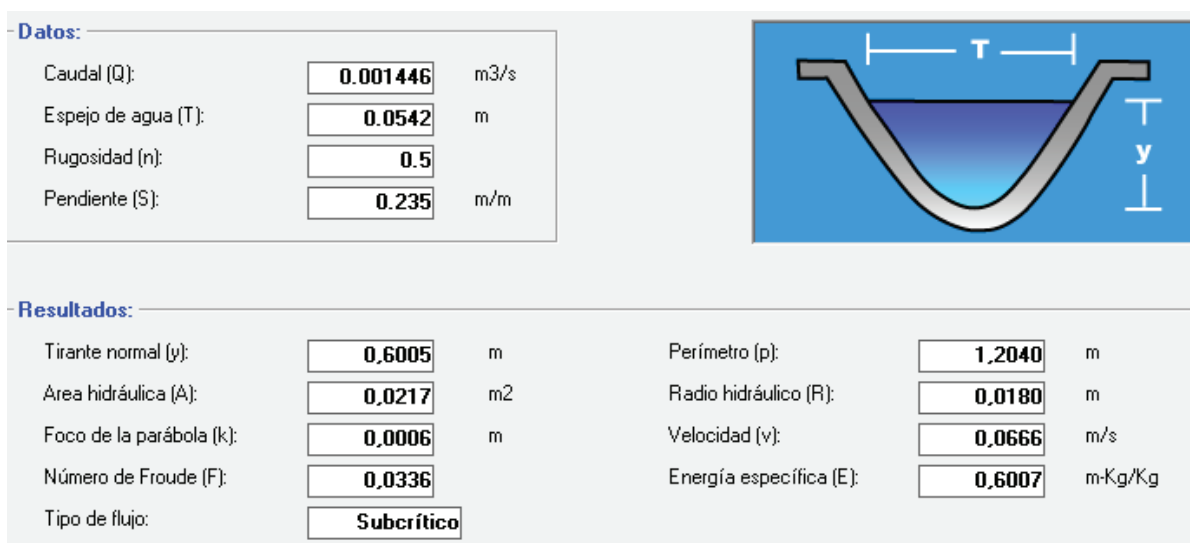 Datos:
Caudal (Q): 0.001446 m3/s
Espejo de agua (T): 0.0542 m
Rugosidad (n): 0.5
Pendiente (S): 0.235 m/m
T
y
Resultados:
Tirante normal (y): 0,6005 m
Area hidráulica (A): 0,0217 m2
Foco de la parábola (k): 0,0006 m
Número de Froude (F): 0,0336
Tipo de flujo: Subcrítico
Perímetro (p): 1,2040 m
Radio hidráulico (R): 0,0180 m
Velocidad (v): 0,0666 m/s
Energía específica (E): 0,6007 m-Kg/Kg